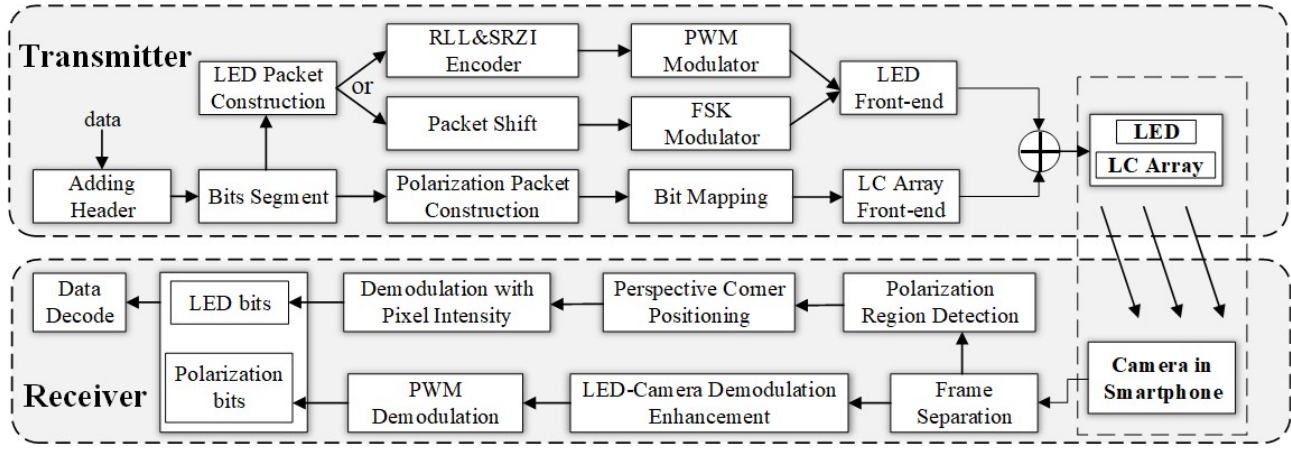 Transmitter
data
Adding
Header
Bits Segment
LED Packet
Construction
or
RLL&SRZI
Encoder
PWM
Modulator
Packet Shift
FSK
Modulator
LED
Front-end
Polarization Packet
Construction
Bit Mapping
LC Array
Front-end
LED
LC Array
Receiver
Data
Decode
LED bits
Polarization
bits
Demodulation with
Pixel Intensity
Perspective Corner
Positioning
Polarization
Region Detection
PWM
Demodulation
LED-Camera Demodulation
Enhancement
Frame
Separation
Camera in
Smartphone